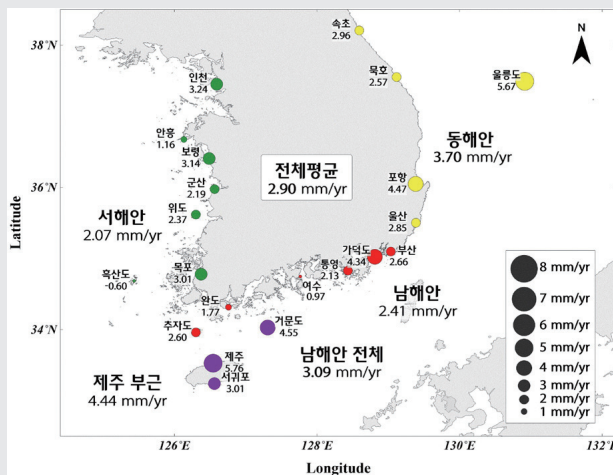 38°N
36°N
34°N
Latitude
126°E
128°E
130°E
132°E
Longitude
N
속초
2.96
묵호
2.57
울릉도
5.67
인천
3.24
안흥
1.16
보령
3.14
군산
2.19
위도
2.37
전체평균
2.90 mm/yr
동해안
3.70 mm/yr
포항
4.47
울산
2.85
서해안
2.07 mm/yr
흑산도
-0.60
목포
3.01
완도
1.77
통영
2.13
여수
0.97
가덕도
4.34
부산
2.66
남해안
2.41 mm/yr
추자도
2.60
거문도
4.55
남해안 전체
3.09 mm/yr
제주
5.76
서귀포
3.01
제주 부근
4.44 mm/yr
8 mm/yr
7 mm/yr
6 mm/yr
5 mm/yr
4 mm/yr
3 mm/yr
2 mm/yr
1 mm/yr